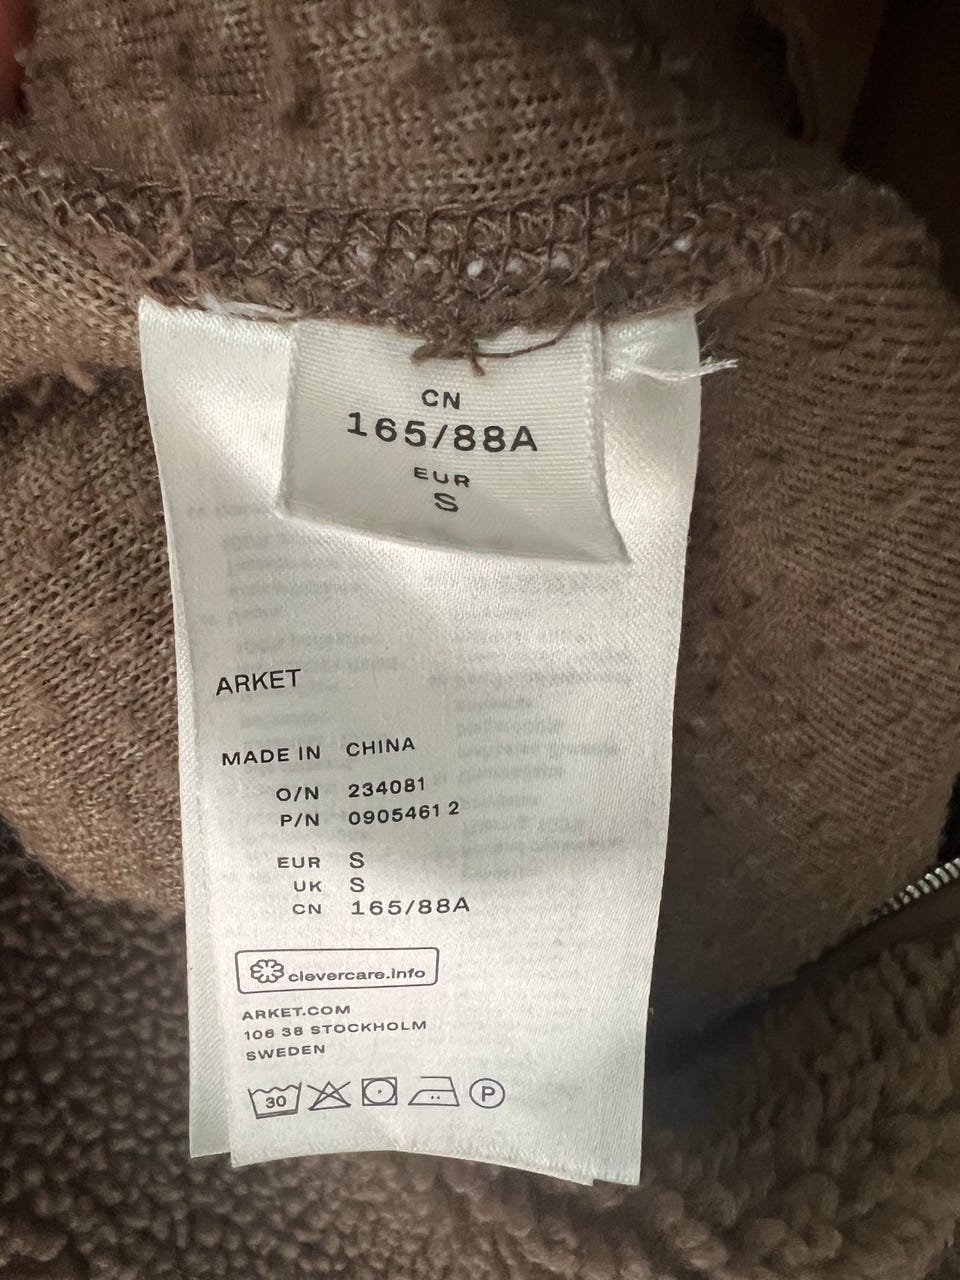 CN
165/88A
EUR
S
ARKET
MADE IN CHINA
O/N 234081
P/N 0905461 2
EUR S
UK S
CN 165/88A
clevercare.info
ARKET.COM
106 38 STOCKHOLM
SWEDEN
30
P